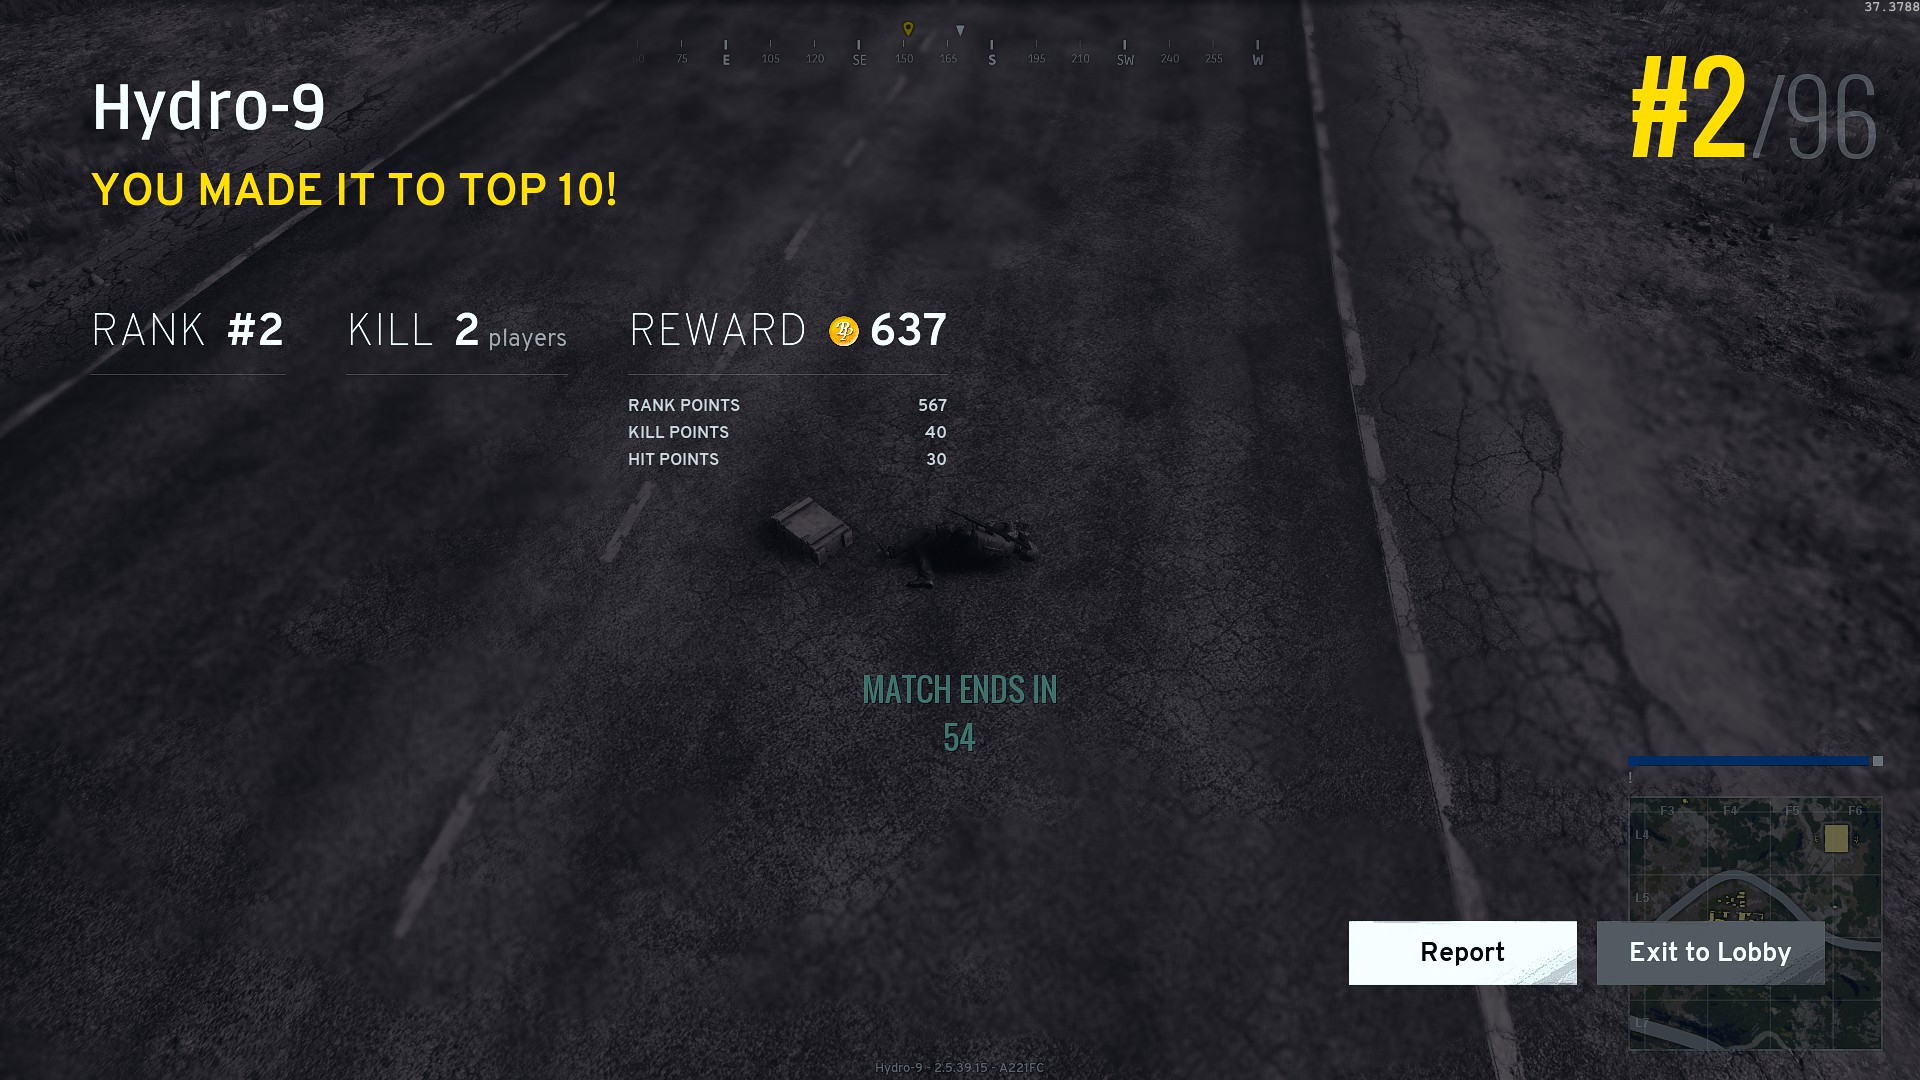 37.3788
75 E 105 120 SE 150 165 S 195 210 SW 240 255 W
Hydro-9
#2/96
YOU MADE IT TO TOP 10!
RANK #2 KILL 2 players REWARD 637
RANK POINTS 567
KILL POINTS 40
HIT POINTS 30
MATCH ENDS IN
54
!
F3 F4 F5 F6
L4
L5
Report Exit to Lobby
L7
Hydro-9 - 2.5.39.15 - A221FC